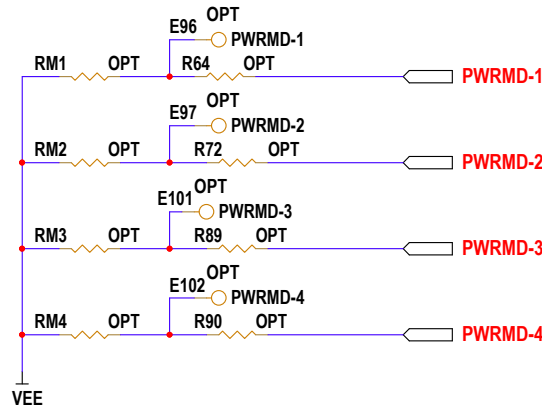 OPT
E96
PWRMD-1
RM1 OPT R64 OPT
PWRMD-1
OPT
E97
PWRMD-2
RM2 OPT R72 OPT
PWRMD-2
OPT
E101
PWRMD-3
RM3 OPT R89 OPT
PWRMD-3
OPT
E102
PWRMD-4
RM4 OPT R90 OPT
PWRMD-4
VEE